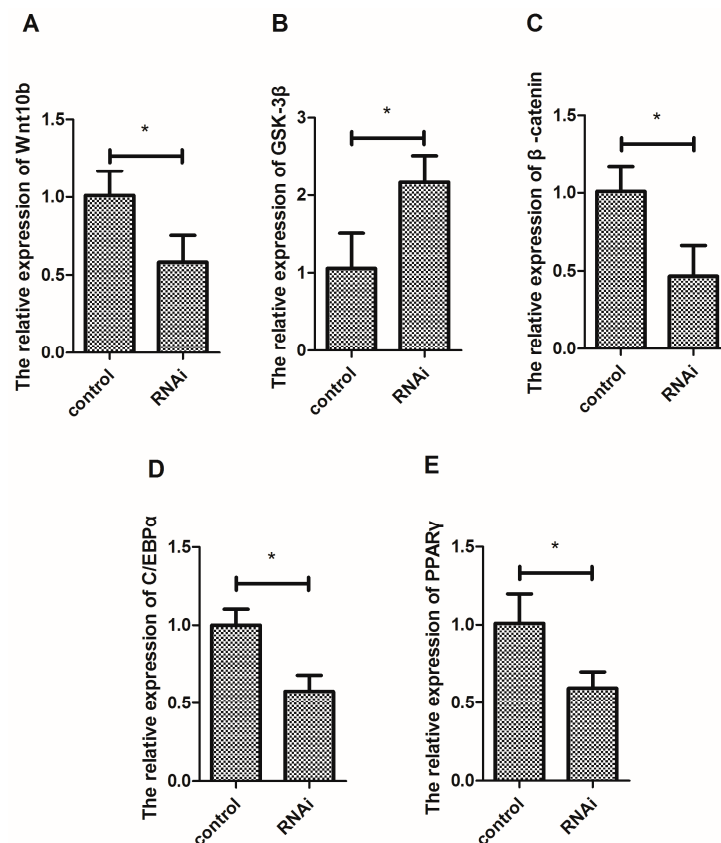 A
The relative expression of Wnt10b
1.5
1.0
0.5
0.0
*
control
RNAi
B
The relative expression of GSK-3β
3
2
1
0
*
control
RNAi
C
The relative expression of β -catenin
1.5
1.0
0.5
0.0
*
control
RNAi
D
The relative expression of C/EBPα
1.5
1.0
0.5
0.0
*
control
RNAi
E
The relative expression of PPARγ
1.5
1.0
0.5
0.0
*
control
RNAi